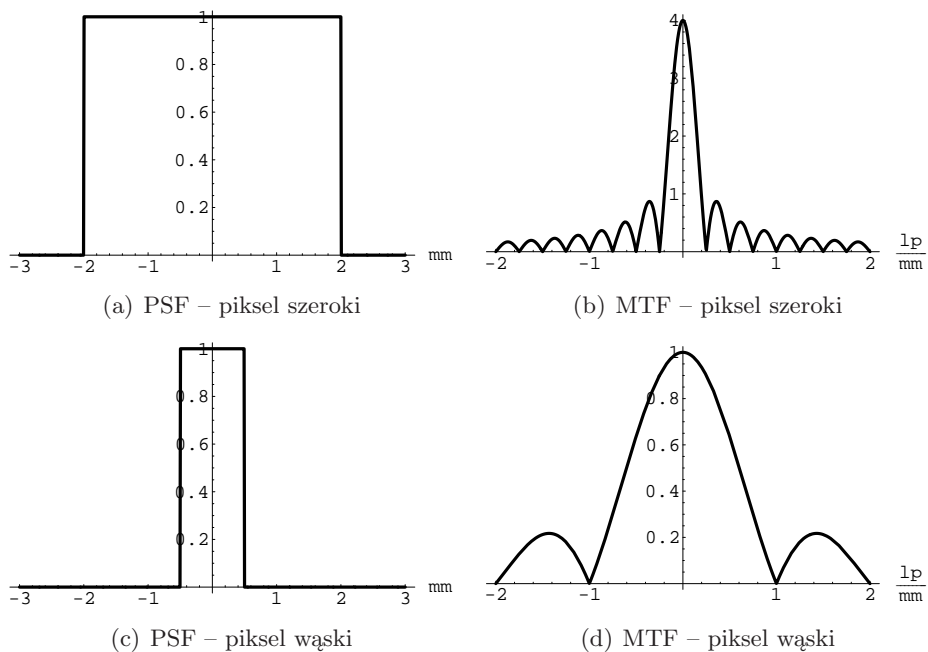 1
0.8
0.6
0.4
0.2
-3 -2 -1 1 2 3 mm
(a) PSF – piksel szeroki
4
3
2
1
-2 -1 1 2 lp
mm
(b) MTF – piksel szeroki
1
0.8
0.6
0.4
0.2
-3 -2 -1 1 2 3 mm
(c) PSF – piksel wąski
1
0.8
0.6
0.4
0.2
-2 -1 1 2 lp
mm
(d) MTF – piksel wąski